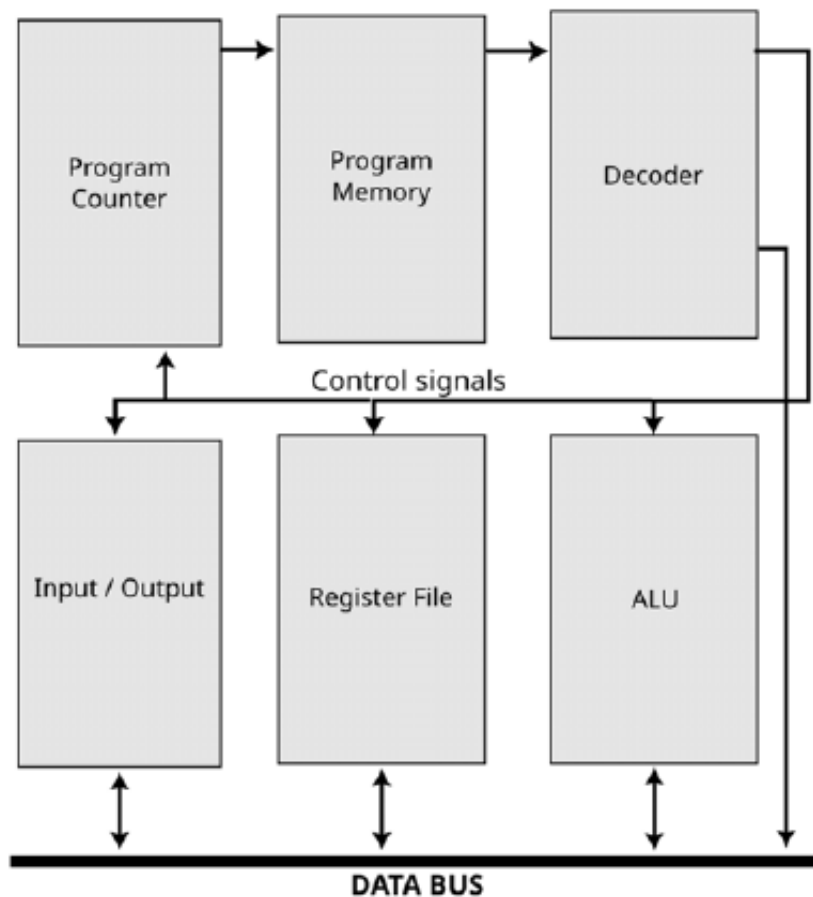 Program
Counter
Program
Memory
Decoder
Control signals
Input / Output
Register File
ALU
DATA BUS